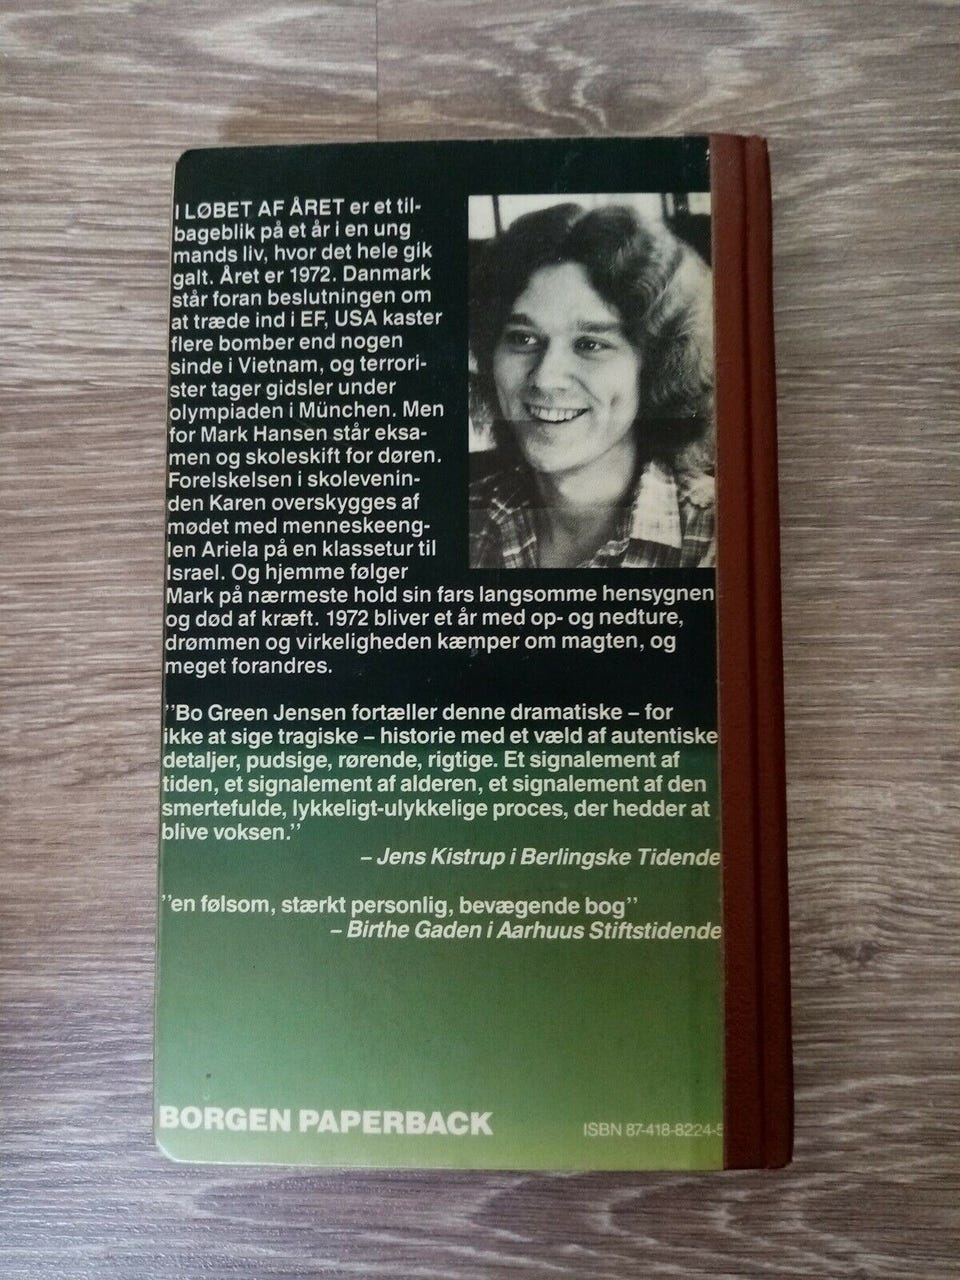 I LØBET AF ÅRET er et til-
bageblik på et år i en ung
mands liv, hvor det hele gik
galt. Året er 1972. Danmark
står foran beslutningen om
at træde ind i EF, USA kaster
flere bomber end nogen
sinde i Vietnam, og terrori-
ster tager gidsler under
olympiaden i München. Men
for Mark Hansen står eksa-
men og skoleskift for døren.
Forelskelsen i skolevenin-
den Karen overskygges af
mødet med menneskeeng-
len Ariela på en klassetur til
Israel. Og hjemme følger
Mark på nærmeste hold sin fars langsomme hensygnen
og død af kræft. 1972 bliver et år med op- og nedture,
drømmen og virkeligheden kæmper om magten, og
meget forandres.
"Bo Green Jensen fortæller denne dramatiske – for
ikke at sige tragiske – historie med et væld af autentiske
detaljer, pudsige, rørende, rigtige. Et signalement af
tiden, et signalement af alderen, et signalement af den
smertefulde, lykkeligt-ulykkelige proces, der hedder at
blive voksen."
– Jens Kistrup i Berlingske Tidende
"en følsom, stærkt personlig, bevægende bog"
– Birthe Gaden i Aarhuus Stiftstidende
BORGEN PAPERBACK
ISBN 87-418-8224-5